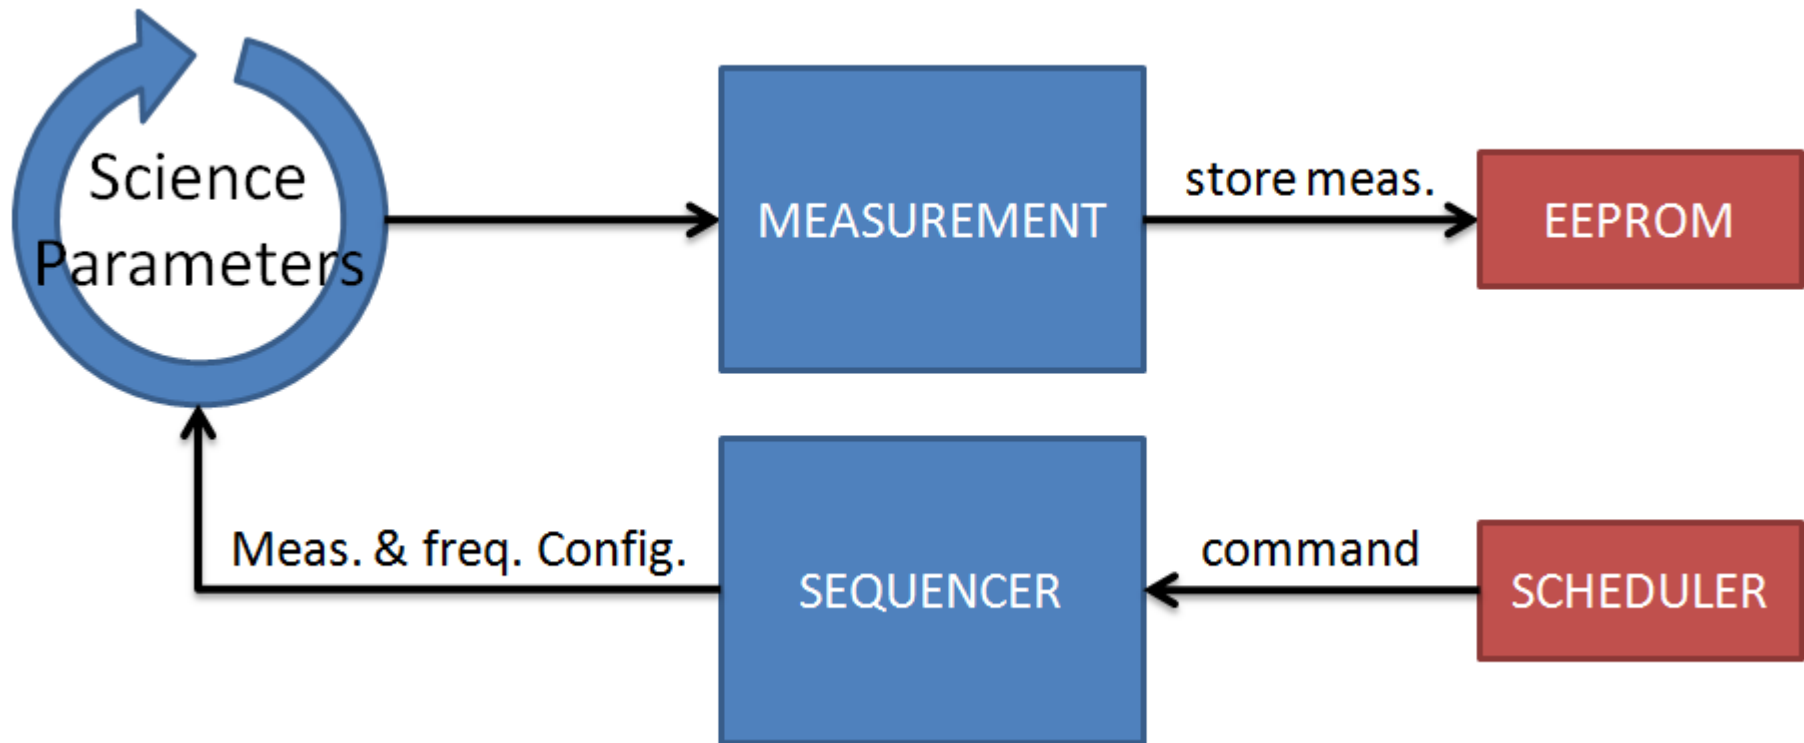 Science
Parameters
MEASUREMENT
store meas.
EEPROM
Meas. & freq. Config.
SEQUENCER
command
SCHEDULER